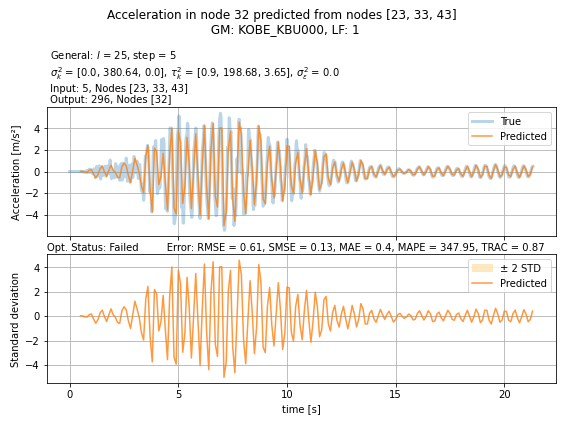 Acceleration in node 32 predicted from nodes [23, 33, 43]
GM: KOBE_KBU000, LF: 1
General: l = 25, step = 5
σ_k² = [0.0, 380.64, 0.0], τ_k² = [0.9, 198.68, 3.65], σ_ε² = 0.0
Input: 5, Nodes [23, 33, 43]
Output: 296, Nodes [32]
Acceleration [m/s²]
4
2
0
−2
−4
True
Predicted
Opt. Status: Failed
Error: RMSE = 0.61, SMSE = 0.13, MAE = 0.4, MAPE = 347.95, TRAC = 0.87
Standard deviation
4
2
0
−2
−4
± 2 STD
Predicted
0
5
10
15
20
time [s]